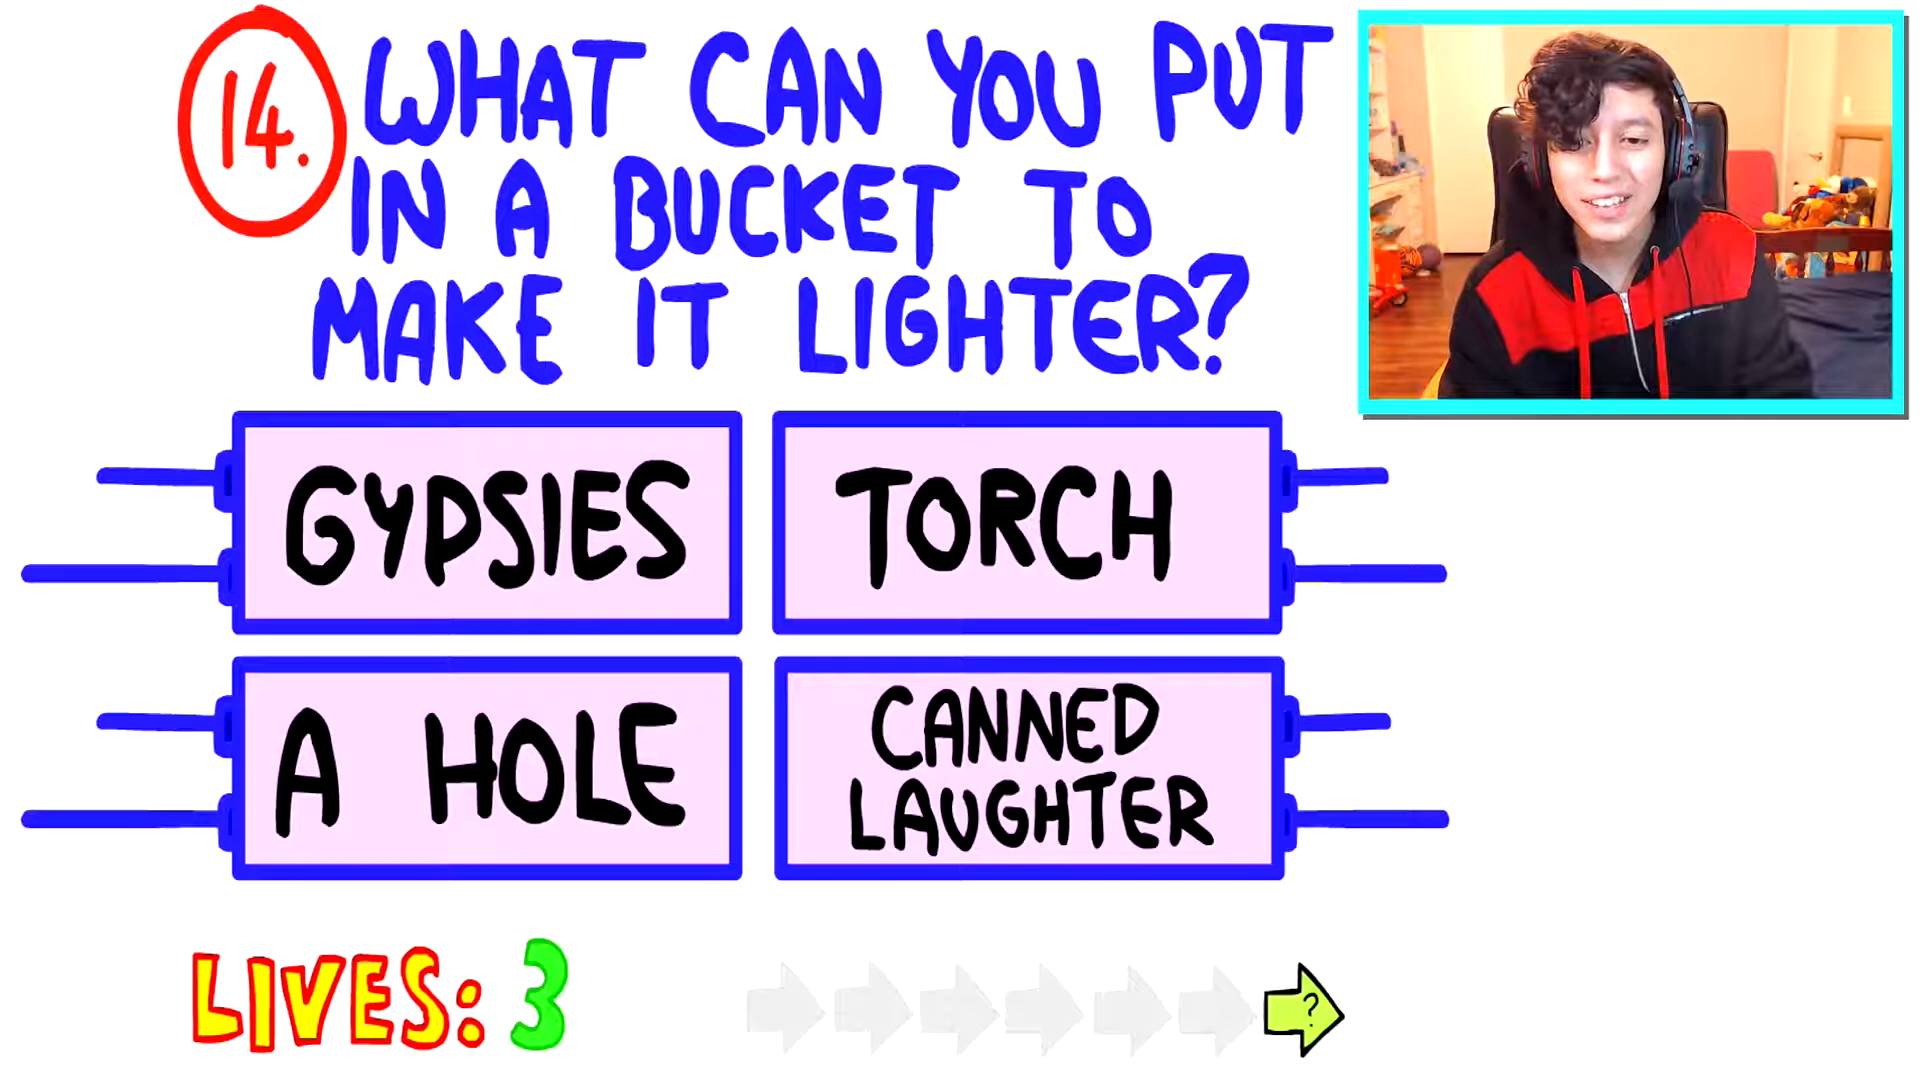 14. WHAT CAN YOU PUT
IN A BUCKET TO
MAKE IT LIGHTER?
GYPSIES
TORCH
A HOLE
CANNED
LAUGHTER
LIVES: 3
?